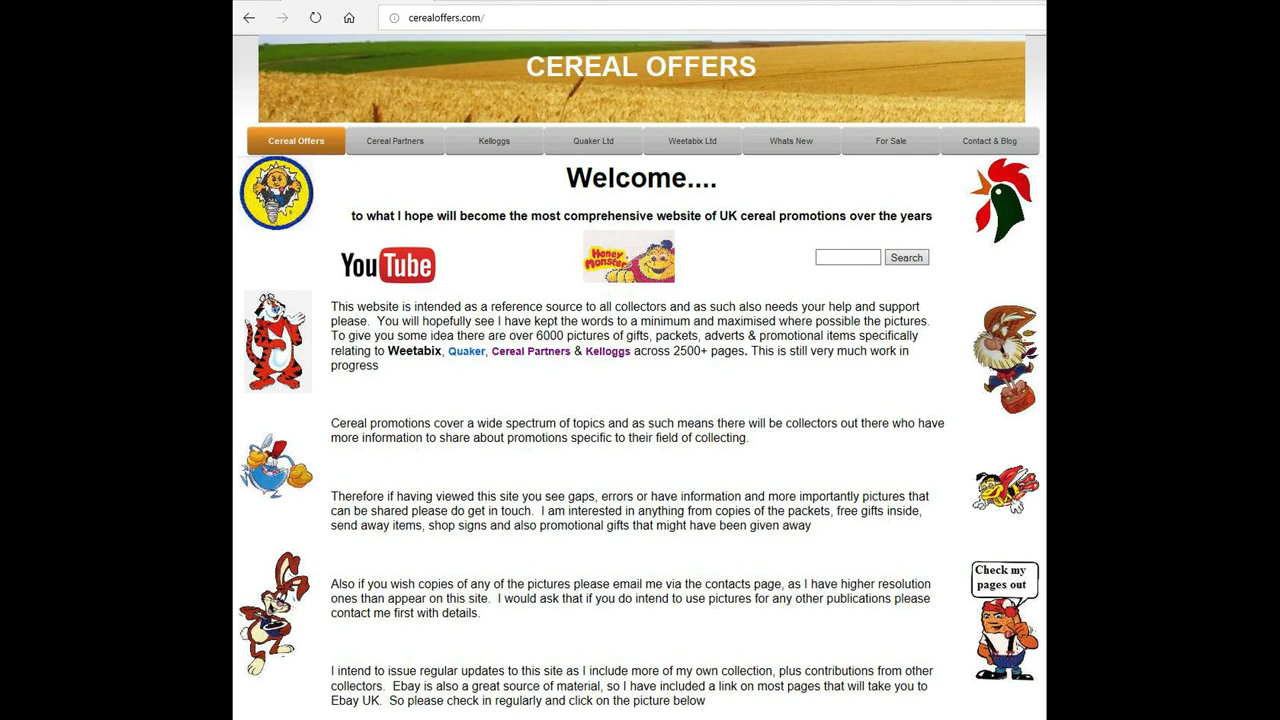 cerealoffers.com/
CEREAL OFFERS
Cereal Offers
Cereal Partners
Kelloggs
Quaker Ltd
Weetabix Ltd
Whats New
For Sale
Contact & Blog
Welcome....
to what I hope will become the most comprehensive website of UK cereal promotions over the years
YouTube
Honey
Monster
Search
This website is intended as a reference source to all collectors and as such also needs your help and support
please. You will hopefully see I have kept the words to a minimum and maximised where possible the pictures.
To give you some idea there are over 6000 pictures of gifts, packets, adverts & promotional items specifically
relating to Weetabix, Quaker, Cereal Partners & Kelloggs across 2500+ pages. This is still very much work in
progress
Cereal promotions cover a wide spectrum of topics and as such means there will be collectors out there who have
more information to share about promotions specific to their field of collecting.
Therefore if having viewed this site you see gaps, errors or have information and more importantly pictures that
can be shared please do get in touch. I am interested in anything from copies of the packets, free gifts inside,
send away items, shop signs and also promotional gifts that might have been given away
Check my
pages out
Also if you wish copies of any of the pictures please email me via the contacts page, as I have higher resolution
ones than appear on this site. I would ask that if you do intend to use pictures for any other publications please
contact me first with details.
I intend to issue regular updates to this site as I include more of my own collection, plus contributions from other
collectors. Ebay is also a great source of material, so I have included a link on most pages that will take you to
Ebay UK. So please check in regularly and click on the picture below